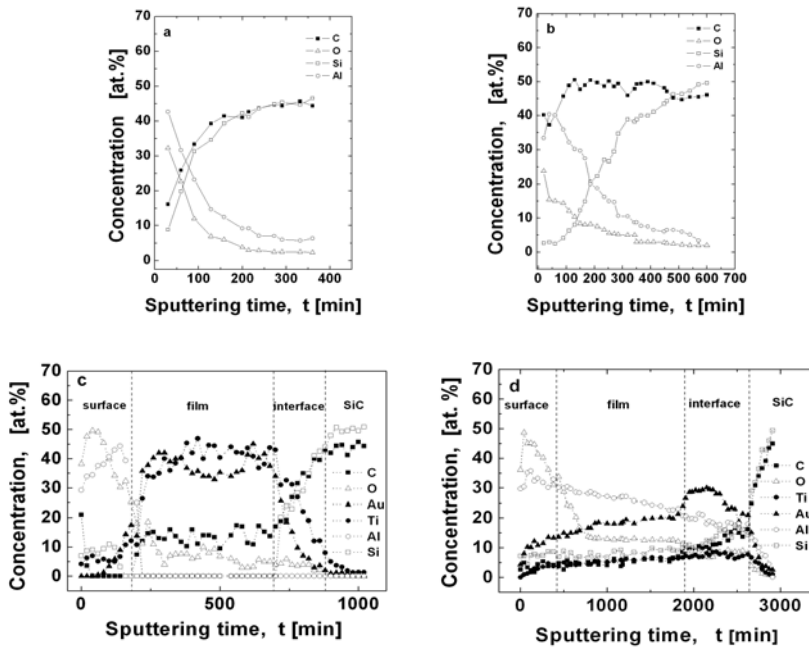 a
C
O
Si
Al
70
60
50
40
30
20
10
0
Concentration [at.%]
0 100 200 300 400
Sputtering time, t [min]
b
C
O
Si
Al
70
60
50
40
30
20
10
0
Concentration, [at.%]
0 100 200 300 400 500 600 700
Sputtering time, t [min]
c
surface film interface SiC
C
O
Au
Ti
Al
Si
70
60
50
40
30
20
10
0
Concentration, [at.%]
0 500 1000
Sputtering time, t [min]
d
surface film interface SiC
C
O
Ti
Au
Al
Si
70
60
50
40
30
20
10
0
Concentration, [at.%]
0 1000 2000 3000
Sputtering time, t [min]